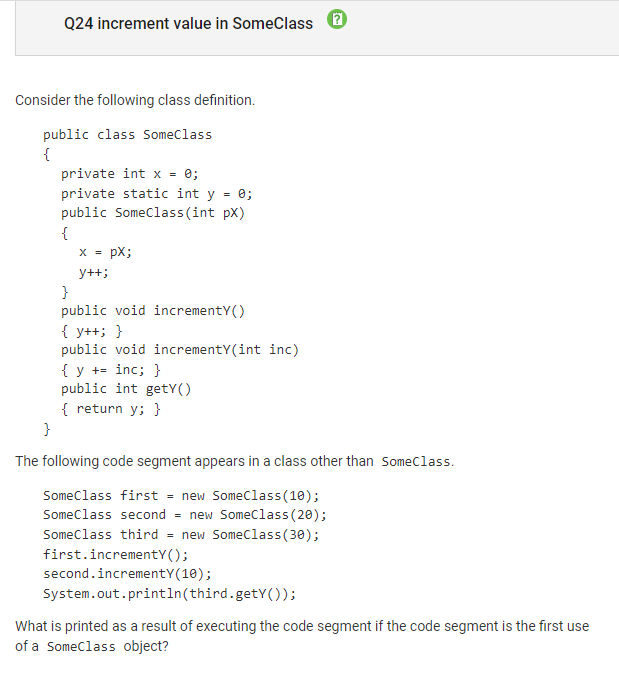 Q24 increment value in SomeClass ?
Consider the following class definition.
public class SomeClass
{
private int x = 0;
private static int y = 0;
public SomeClass(int pX)
{
x = pX;
y++;
}
public void incrementY()
{ y++; }
public void incrementY(int inc)
{ y += inc; }
public int getY()
{ return y; }
}
The following code segment appears in a class other than SomeClass.
SomeClass first = new SomeClass(10);
SomeClass second = new SomeClass(20);
SomeClass third = new SomeClass(30);
first.incrementY();
second.incrementY(10);
System.out.println(third.getY());
What is printed as a result of executing the code segment if the code segment is the first use
of a SomeClass object?